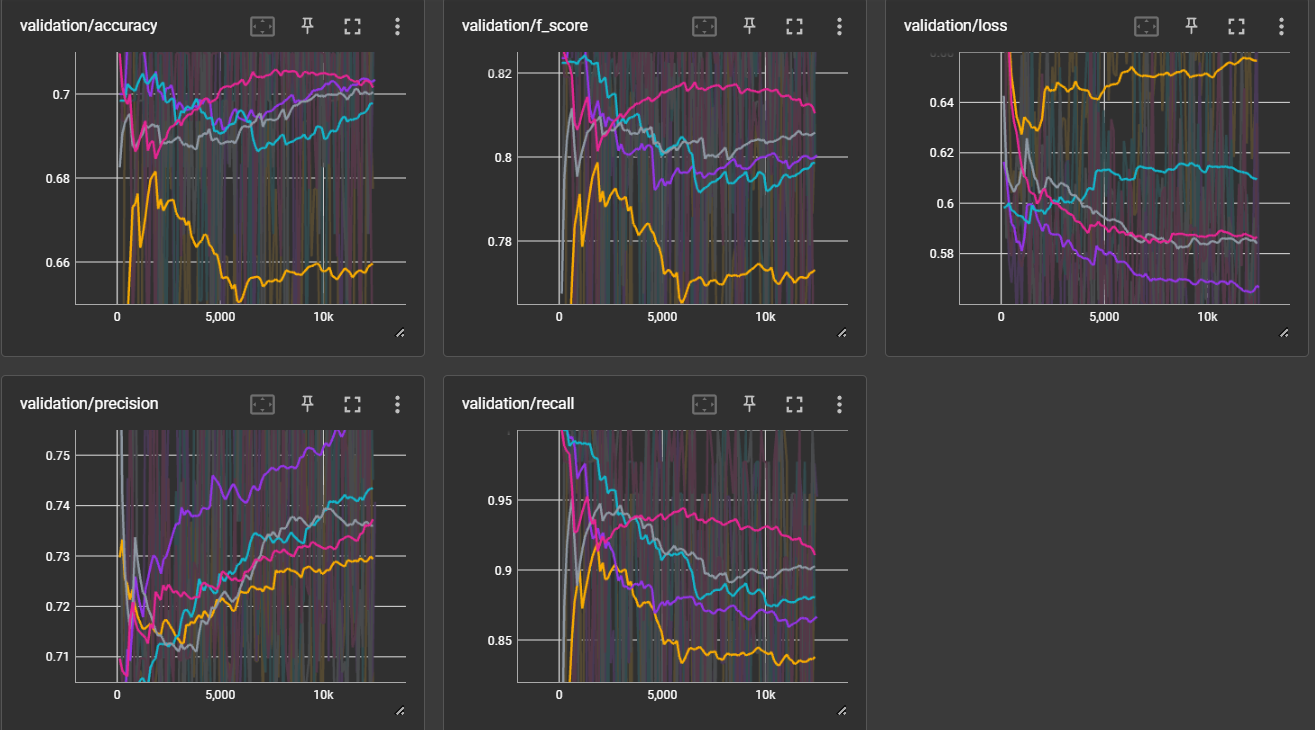 validation/accuracy
0.7
0.68
0.66
0 5,000 10k
validation/f_score
0.82
0.8
0.78
0 5,000 10k
validation/loss
0.66
0.64
0.62
0.6
0.58
0 5,000 10k
validation/precision
0.75
0.74
0.73
0.72
0.71
0 5,000 10k
validation/recall
0.95
0.9
0.85
0 5,000 10k